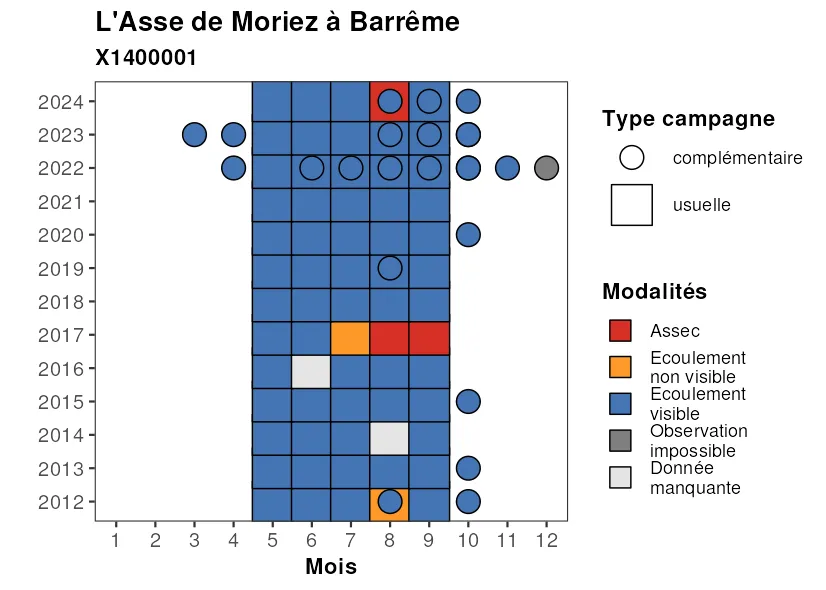 L'Asse de Moriez à Barrême
X1400001
2024
2023
2022
2021
2020
2019
2018
2017
2016
2015
2014
2013
2012
1 2 3 4 5 6 7 8 9 10 11 12
Mois
Type campagne
complémentaire
usuelle
Modalités
Assec
Ecoulement
non visible
Ecoulement
visible
Observation
impossible
Donnée
manquante